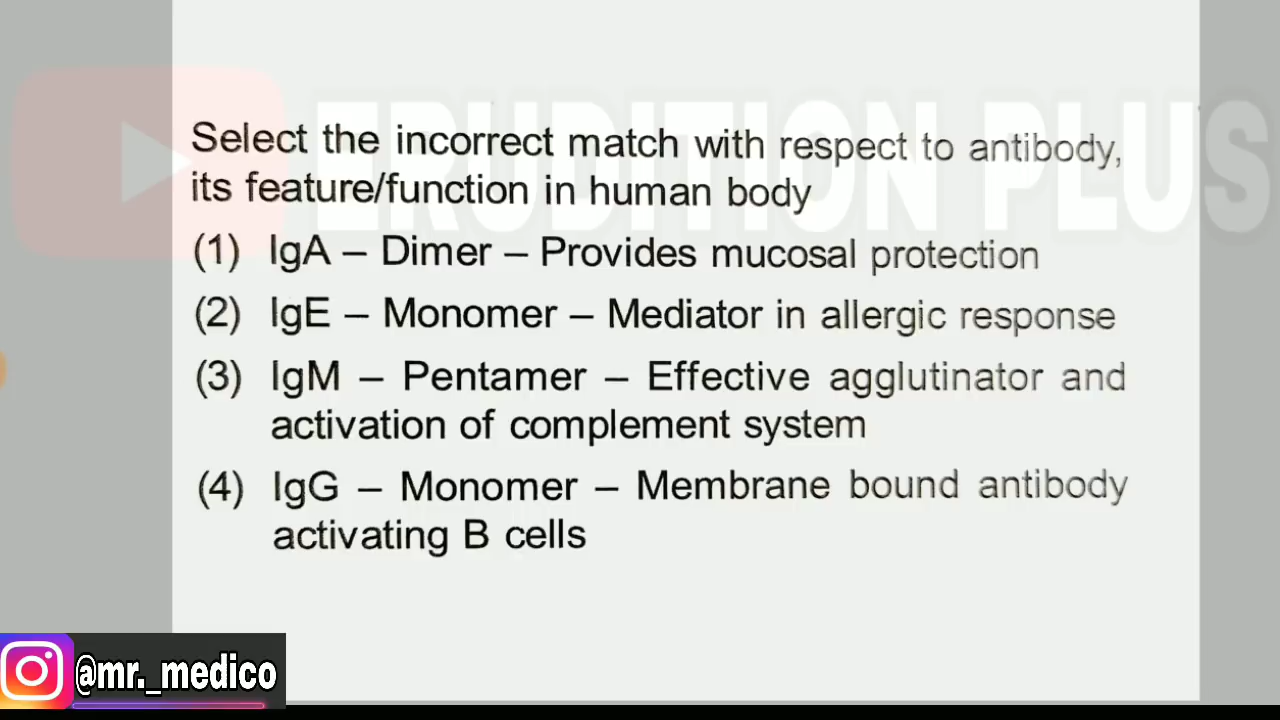 ERUDITION PLUS
Select the incorrect match with respect to antibody,
its feature/function in human body
(1) IgA – Dimer – Provides mucosal protection
(2) IgE – Monomer – Mediator in allergic response
(3) IgM – Pentamer – Effective agglutinator and
activation of complement system
(4) IgG – Monomer – Membrane bound antibody
activating B cells
@mr._medico